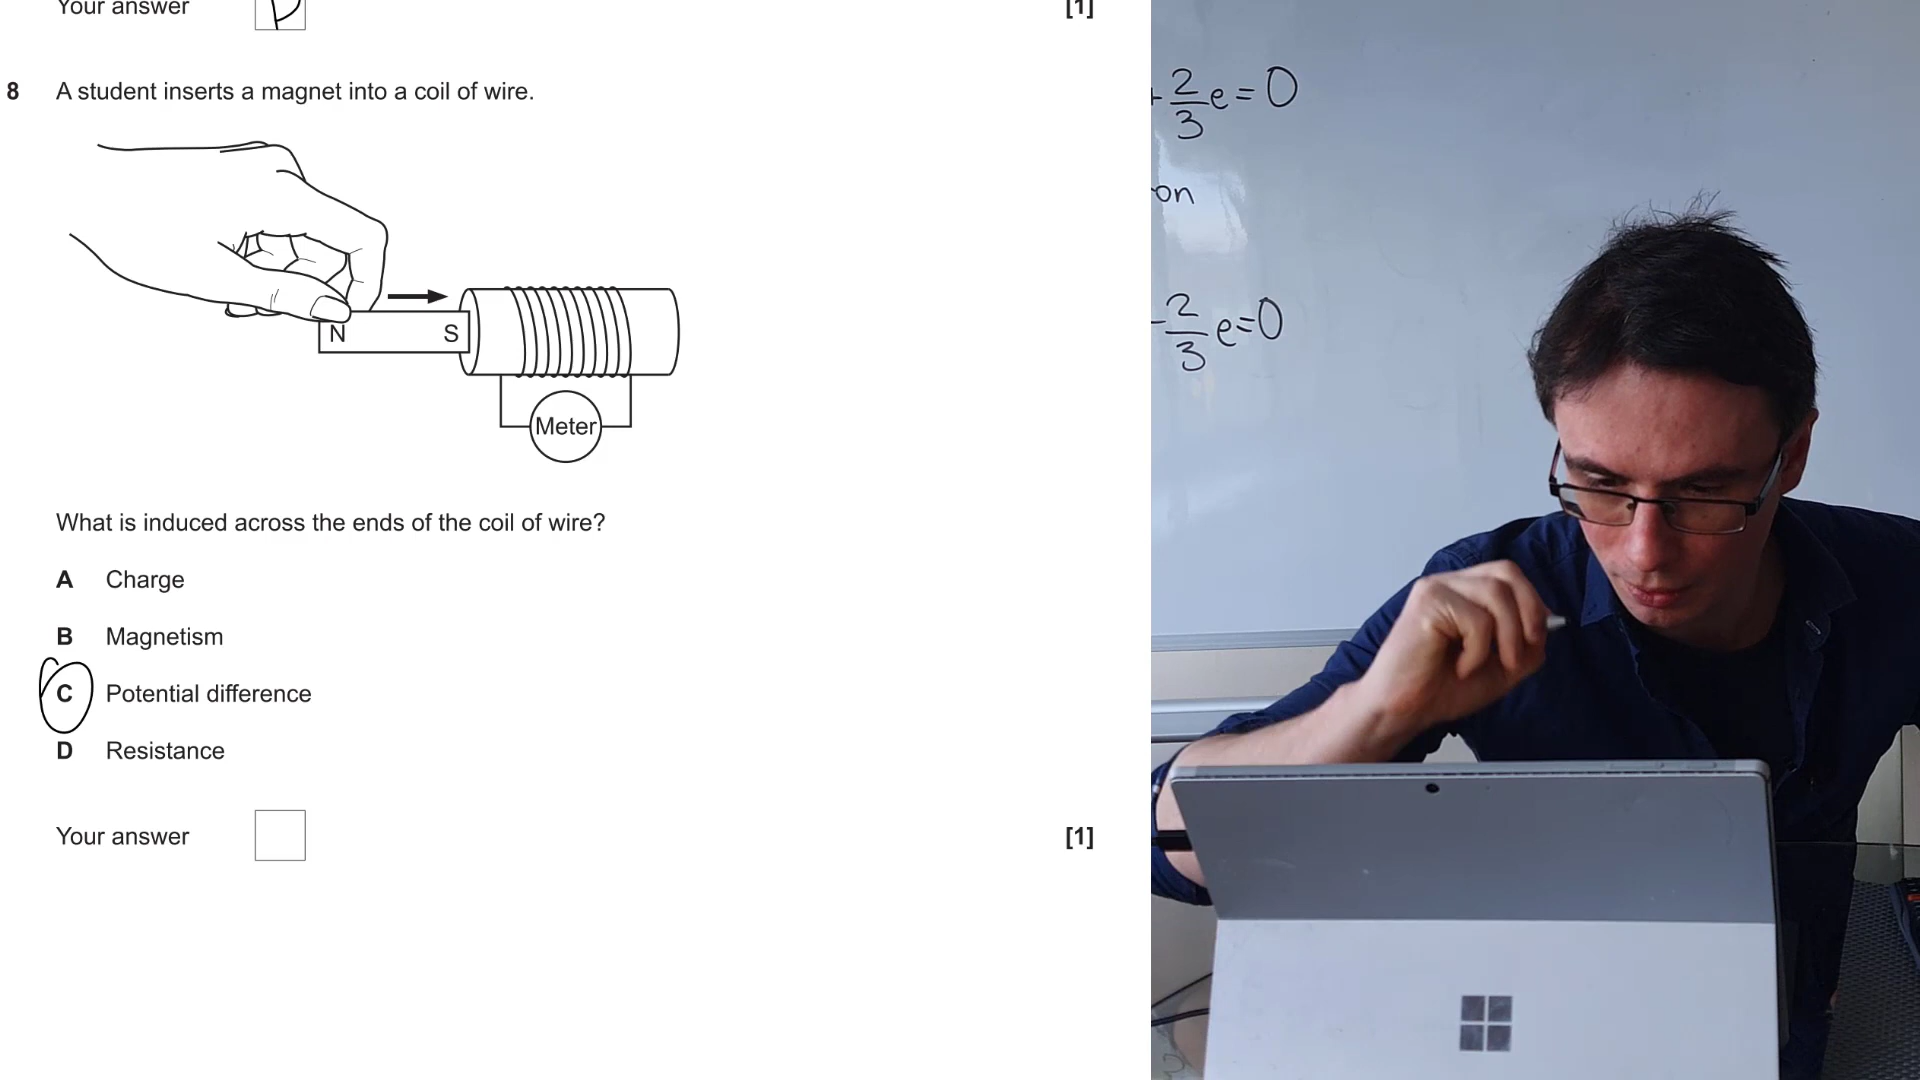 Your answer
[1]
8 A student inserts a magnet into a coil of wire.
N S
Meter
What is induced across the ends of the coil of wire?
A Charge
B Magnetism
C Potential difference
D Resistance
Your answer
[1]
2/3 e = 0
on
2/3 e = 0